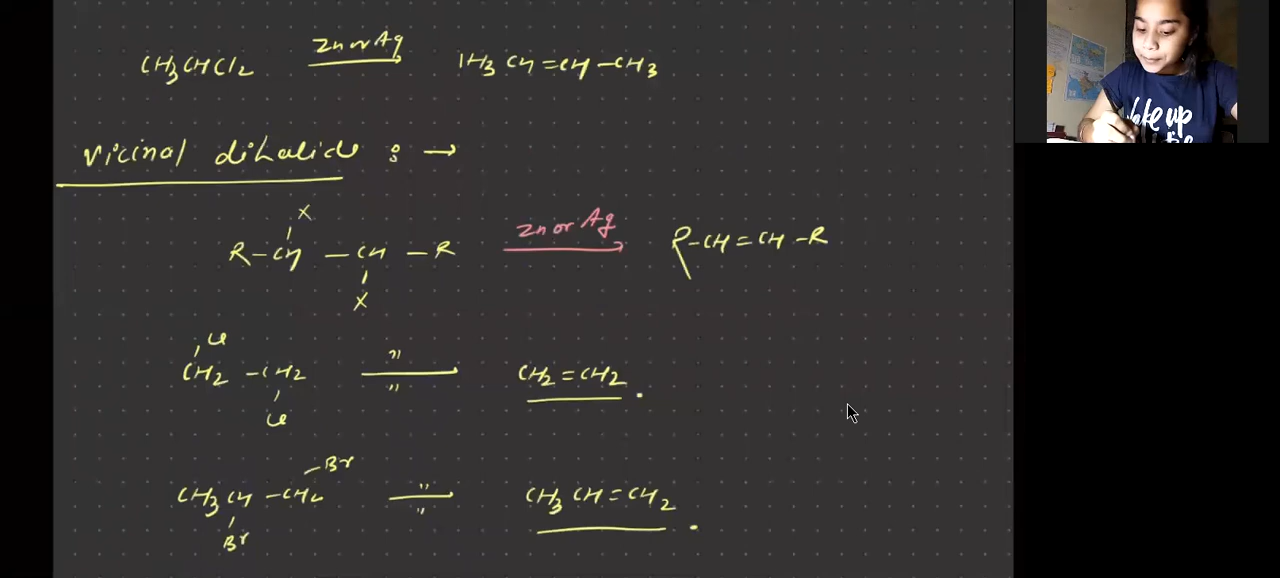 CH3CHCl2 Zn or Ag CH3 CH=CH-CH3
Vicinal dihalide : →
X
R-CH - CH - R Zn or Ag R-CH=CH-R
X
Cl
CH2 - CH2 " CH2=CH2 .
" 
Cl
Br
CH3 CH - CH2 " CH3 CH=CH2 .
"
Br
wake up